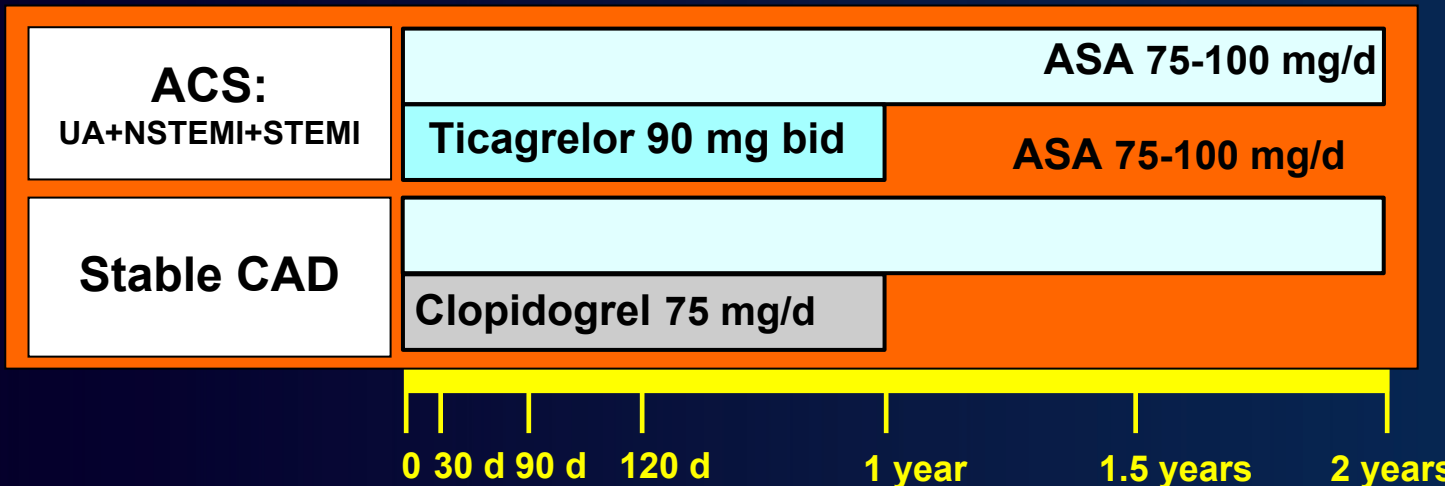 ACS:
UA+NSTEMI+STEMI
ASA 75-100 mg/d
Ticagrelor 90 mg bid
ASA 75-100 mg/d
Stable CAD
Clopidogrel 75 mg/d
0 30 d 90 d 120 d 1 year 1.5 years 2 years